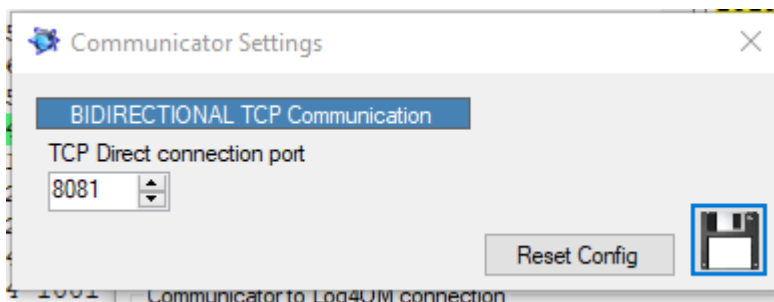 Communicator Settings
BIDIRECTIONAL TCP Communication
TCP Direct connection port
8081
Reset Config
Communicator to Log4OM connection